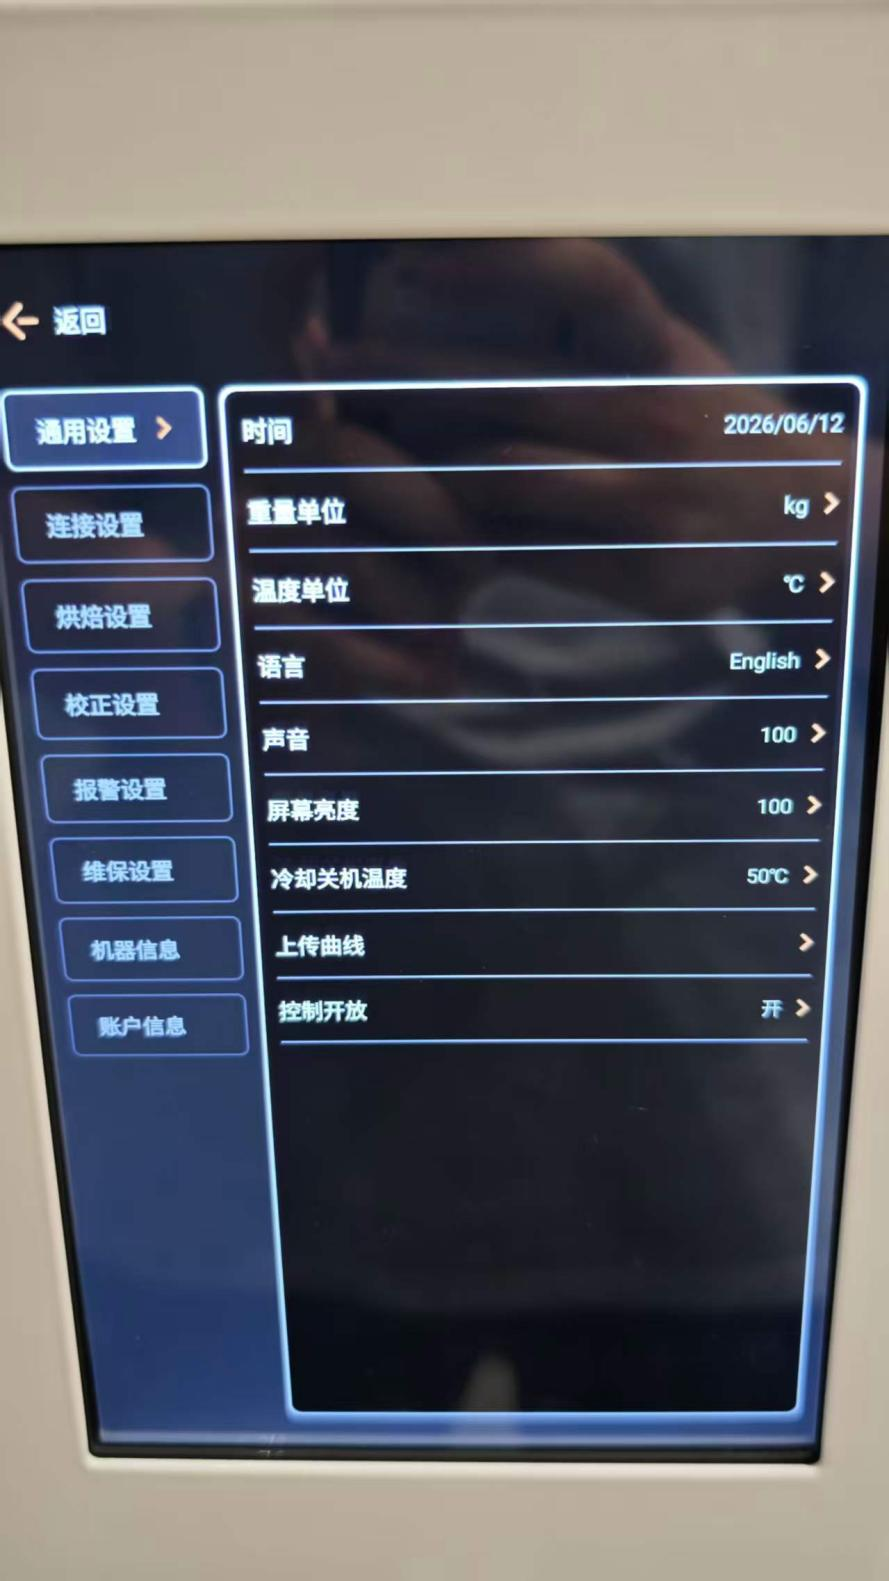 返回
通用设置
连接设置
烘焙设置
校正设置
报警设置
维保设置
机器信息
账户信息
时间 2026/06/12
重量单位 kg
温度单位 ℃
语言 English
声音 100
屏幕亮度 100
冷却关机温度 50℃
上传曲线
控制开放 开